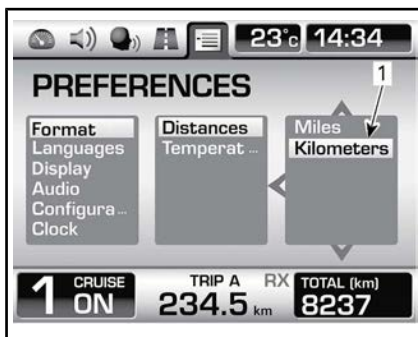 23°c 14:34
PREFERENCES
1
Format
Languages
Display
Audio
Configura...
Clock
Distances
Temperat...
Miles
Kilometers
1 CRUISE ON
TRIP A
234.5 km
RX
TOTAL (km)
8237